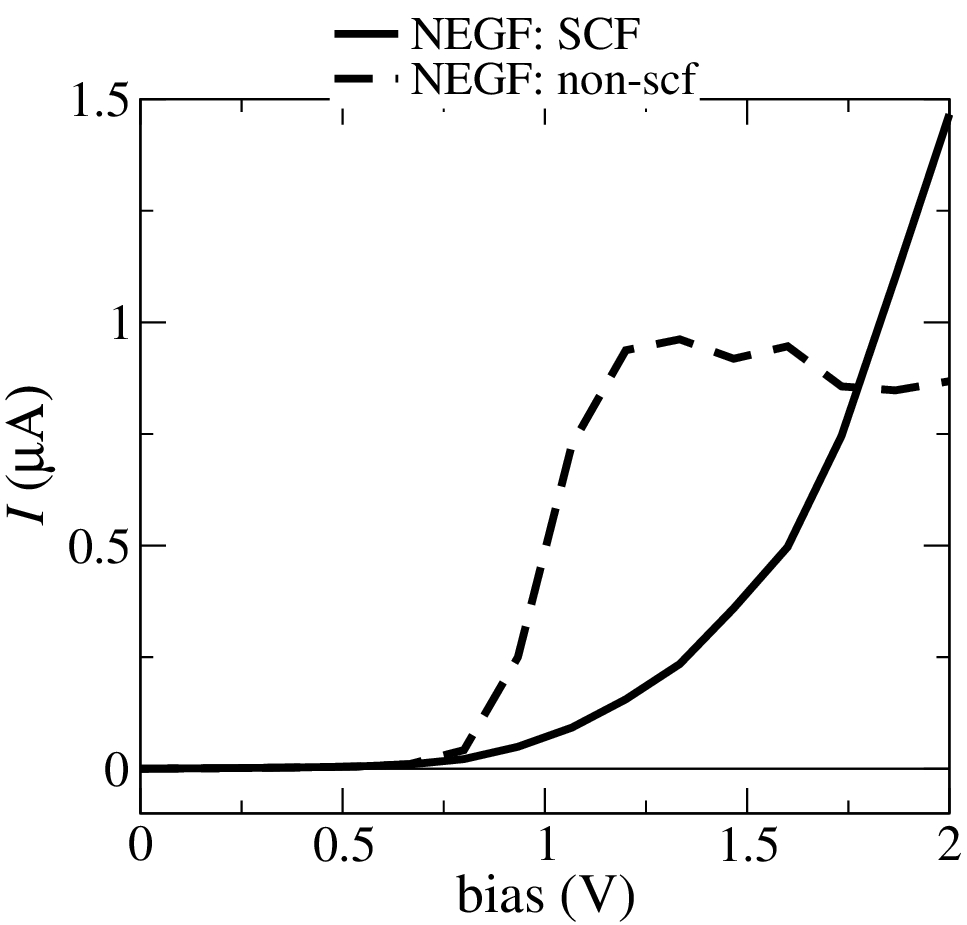 NEGF: SCF
NEGF: non-scf
1.5
1
0.5
0
I (μA)
0 0.5 1 1.5 2
bias (V)